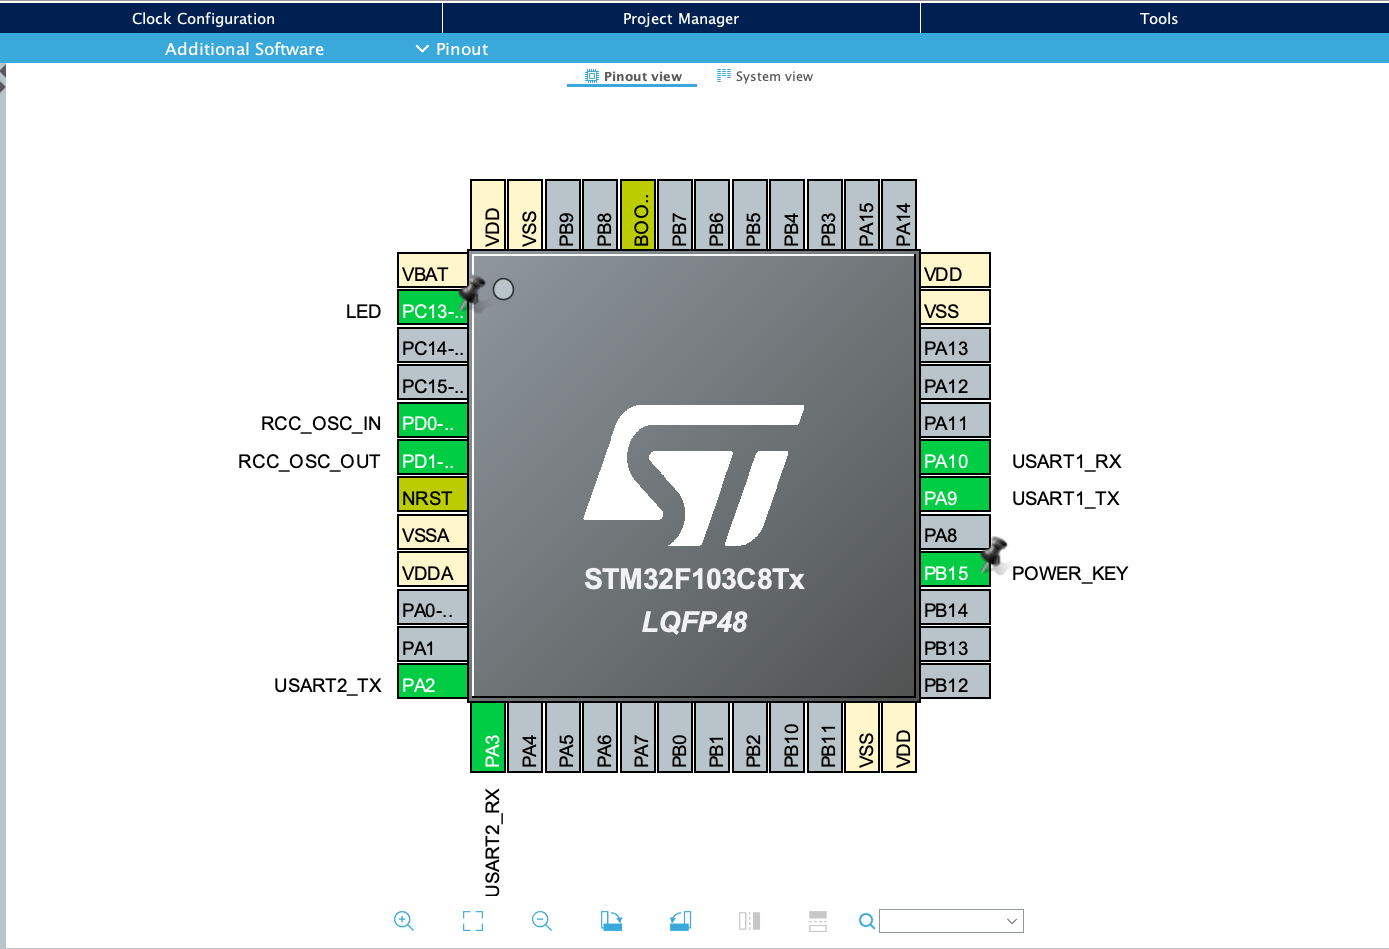 Clock Configuration
Project Manager
Tools
Additional Software
Pinout
Pinout view
System view
VDD
VSS
PB9
PB8
BOO..
PB7
PB6
PB5
PB4
PB3
PA15
PA14
VBAT
VDD
LED
PC13-..
VSS
PC14-..
PA13
PC15-..
PA12
RCC_OSC_IN
PD0-..
PA11
RCC_OSC_OUT
PD1-..
PA10
USART1_RX
NRST
PA9
USART1_TX
VSSA
PA8
VDDA
PB15
POWER_KEY
PA0-..
PB14
PA1
PB13
USART2_TX
PA2
PB12
ST
STM32F103C8Tx
LQFP48
PA3
PA4
PA5
PA6
PA7
PB0
PB1
PB2
PB10
PB11
VSS
VDD
USART2_RX